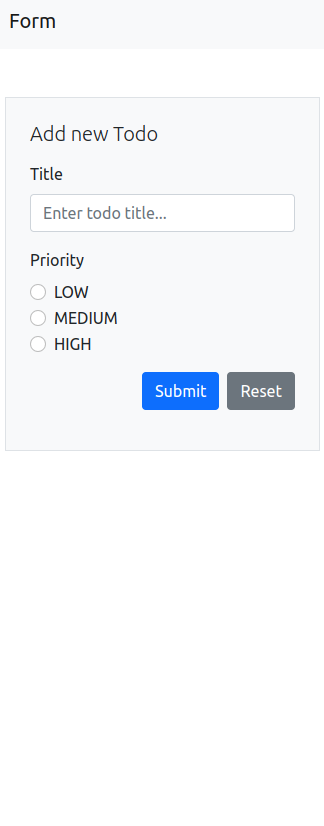 Form
Add new Todo
Title
Enter todo title...
Priority
LOW
MEDIUM
HIGH
Submit Reset